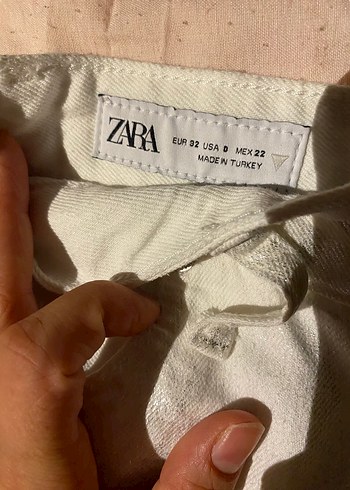 ZARA
EUR 32 USA 0 MEX 22
MADE IN TURKEY